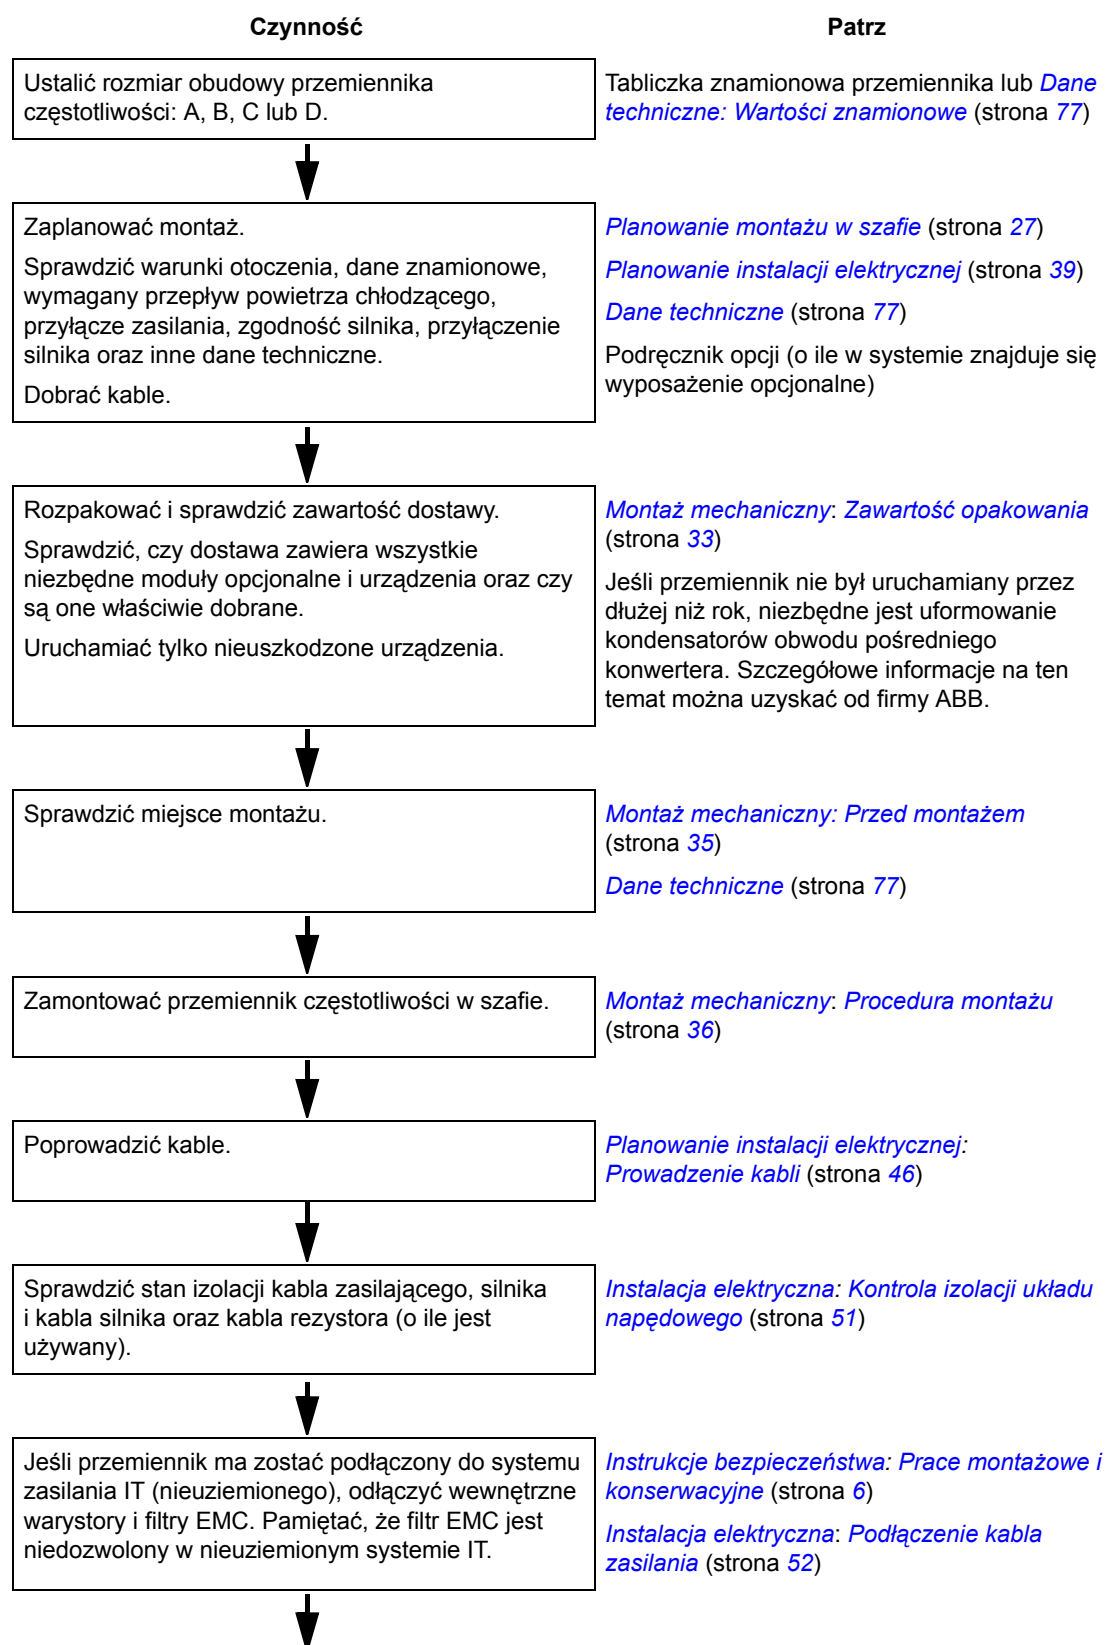 Czynność
Patrz
Ustalić rozmiar obudowy przemiennika
częstotliwości: A, B, C lub D.
Tabliczka znamionowa przemiennika lub Dane
techniczne: Wartości znamionowe (strona 77)
Zaplanować montaż.
Sprawdzić warunki otoczenia, dane znamionowe,
wymagany przepływ powietrza chłodzącego,
przyłącze zasilania, zgodność silnika, przyłączenie
silnika oraz inne dane techniczne.
Dobrać kable.
Planowanie montażu w szafie (strona 27)
Planowanie instalacji elektrycznej (strona 39)
Dane techniczne (strona 77)
Podręcznik opcji (o ile w systemie znajduje się
wyposażenie opcjonalne)
Rozpakować i sprawdzić zawartość dostawy.
Sprawdzić, czy dostawa zawiera wszystkie
niezbędne moduły opcjonalne i urządzenia oraz czy
są one właściwie dobrane.
Uruchamiać tylko nieuszkodzone urządzenia.
Montaż mechaniczny: Zawartość opakowania
(strona 33)
Jeśli przemiennik nie był uruchamiany przez
dłużej niż rok, niezbędne jest uformowanie
kondensatorów obwodu pośredniego
konwertera. Szczegółowe informacje na ten
temat można uzyskać od firmy ABB.
Sprawdzić miejsce montażu.
Montaż mechaniczny: Przed montażem
(strona 35)
Dane techniczne (strona 77)
Zamontować przemiennik częstotliwości w szafie.
Montaż mechaniczny: Procedura montażu
(strona 36)
Poprowadzić kable.
Planowanie instalacji elektrycznej:
Prowadzenie kabli (strona 46)
Sprawdzić stan izolacji kabla zasilającego, silnika
i kabla silnika oraz kabla rezystora (o ile jest
używany).
Instalacja elektryczna: Kontrola izolacji układu
napędowego (strona 51)
Jeśli przemiennik ma zostać podłączony do systemu
zasilania IT (nieuziemionego), odłączyć wewnętrzne
warystory i filtry EMC. Pamiętać, że filtr EMC jest
niedozwolony w nieuziemionym systemie IT.
Instrukcje bezpieczeństwa: Prace montażowe i
konserwacyjne (strona 6)
Instalacja elektryczna: Podłączenie kabla
zasilania (strona 52)